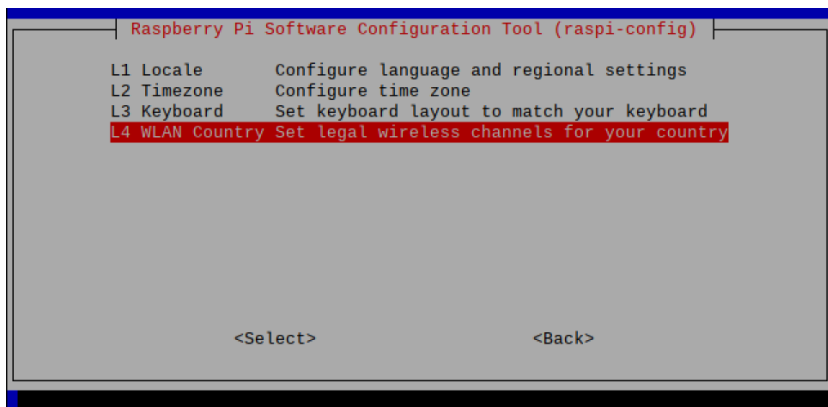 Raspberry Pi Software Configuration Tool (raspi-config)
L1 Locale Configure language and regional settings
L2 Timezone Configure time zone
L3 Keyboard Set keyboard layout to match your keyboard
L4 WLAN Country Set legal wireless channels for your country
<Select> <Back>